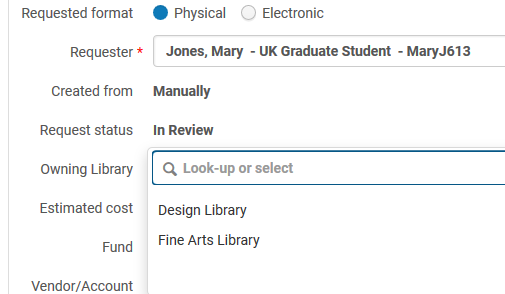 Requested format Physical Electronic
Requester * Jones, Mary - UK Graduate Student - MaryJ613
Created from Manually
Request status In Review
Owning Library Look-up or select
Design Library
Estimated cost
Fine Arts Library
Fund
Vendor/Account